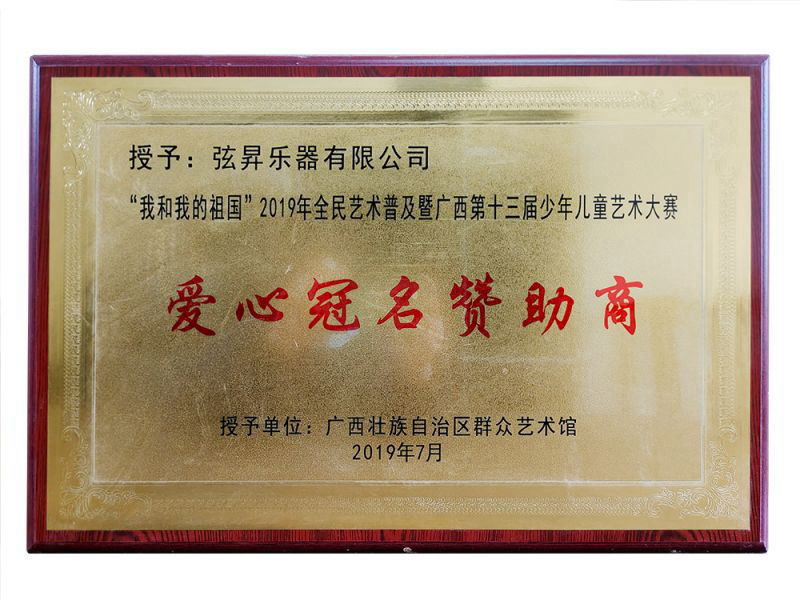 授予：弦昇乐器有限公司
“我和我的祖国”2019年全民艺术普及暨广西第十三届少年儿童艺术大赛
爱心冠名赞助商
授予单位：广西壮族自治区群众艺术馆
2019年7月